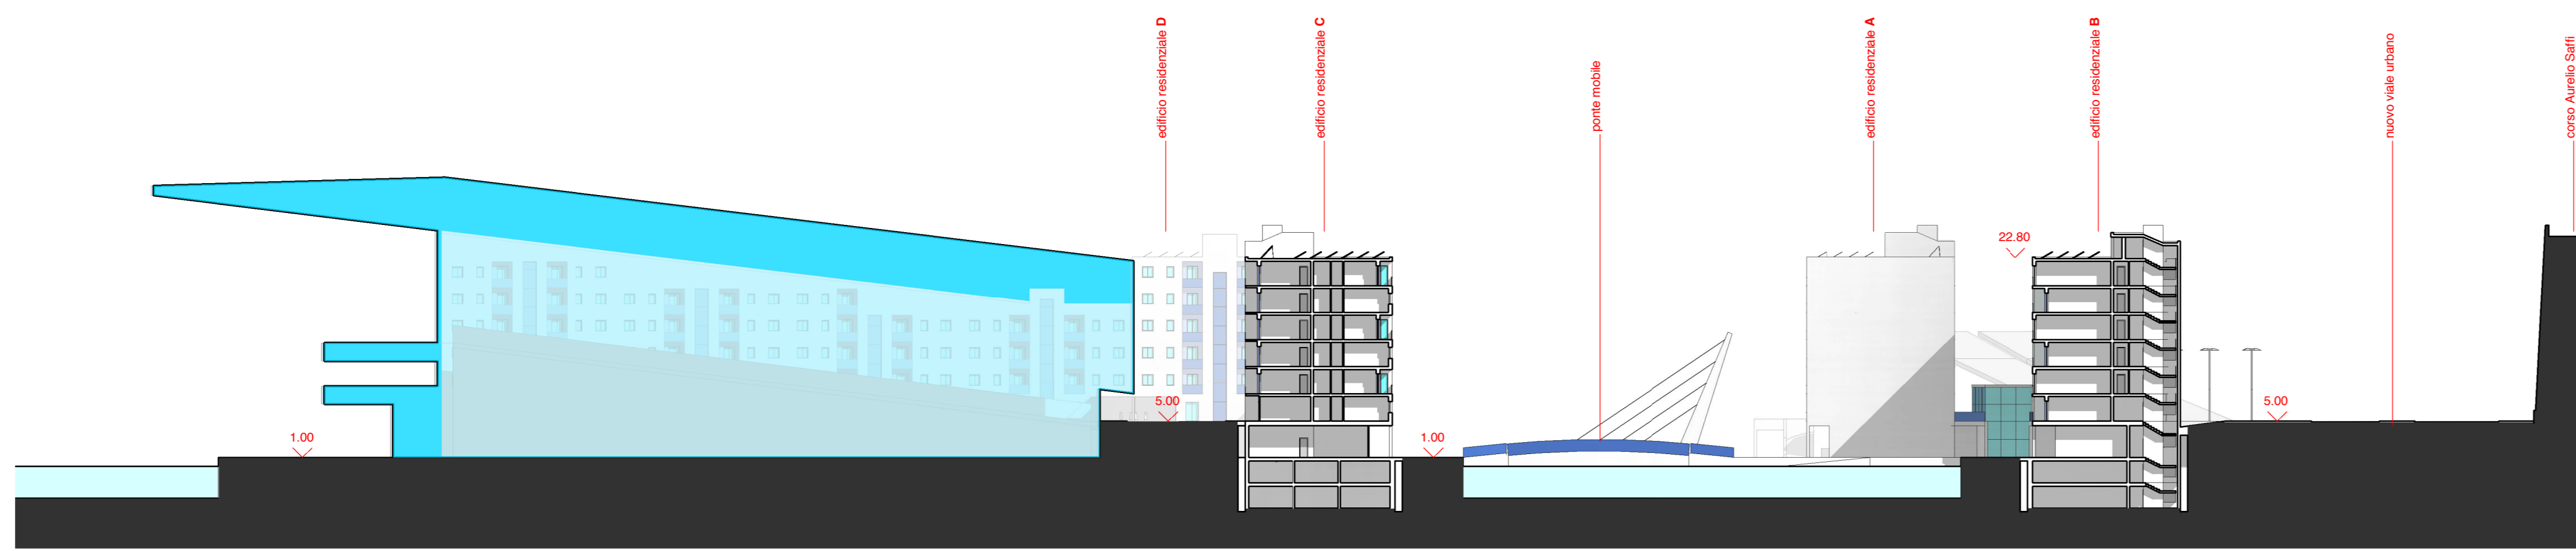 edificio residenziale D
edificio residenziale C
ponte mobile
edificio residenziale A
edificio residenziale B
nuovo viale urbano
corso Aurelio Saffi
22.80
5.00
5.00
1.00
1.00